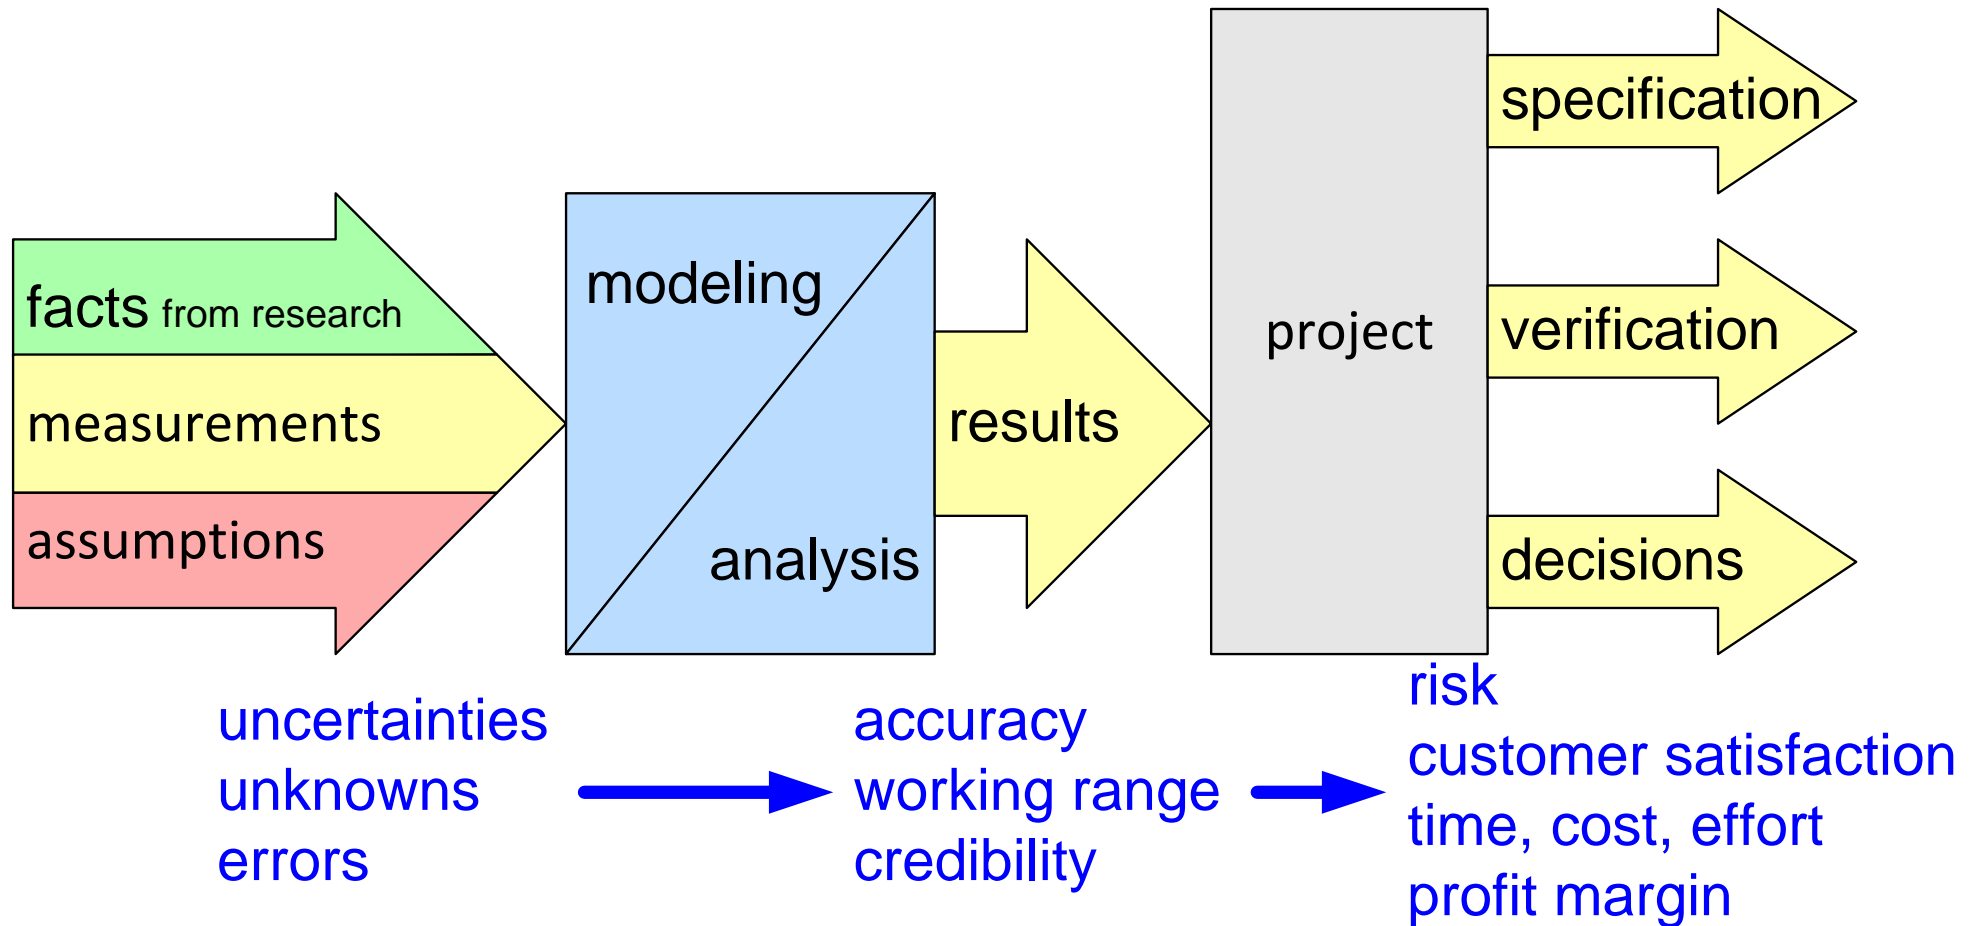 facts from research
measurements
assumptions
modeling
analysis
results
project
specification
verification
decisions
uncertainties
unknowns
errors
accuracy
working range
credibility
risk
customer satisfaction
time, cost, effort
profit margin